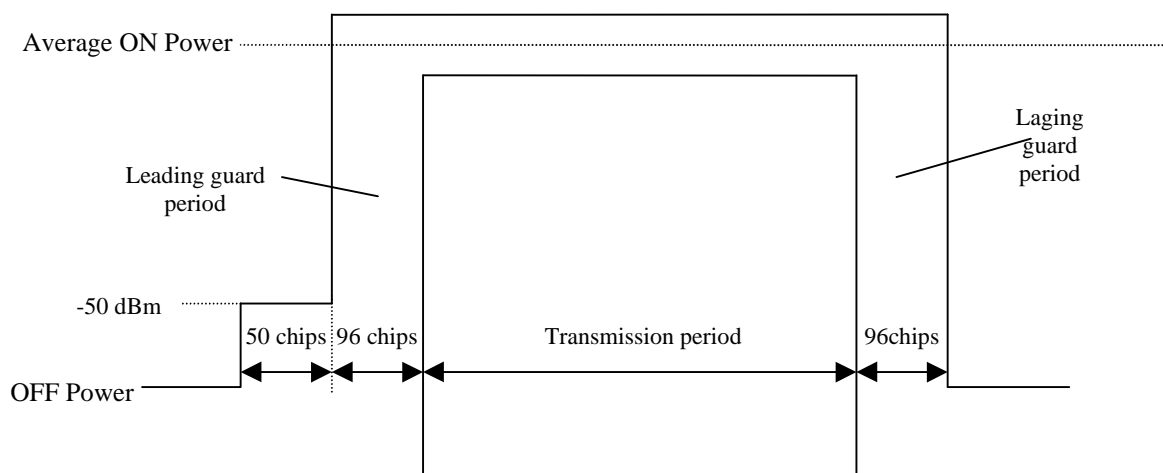 Average ON Power
Laging
guard
period
Leading guard
period
-50 dBm
50 chips
96 chips
Transmission period
96chips
OFF Power